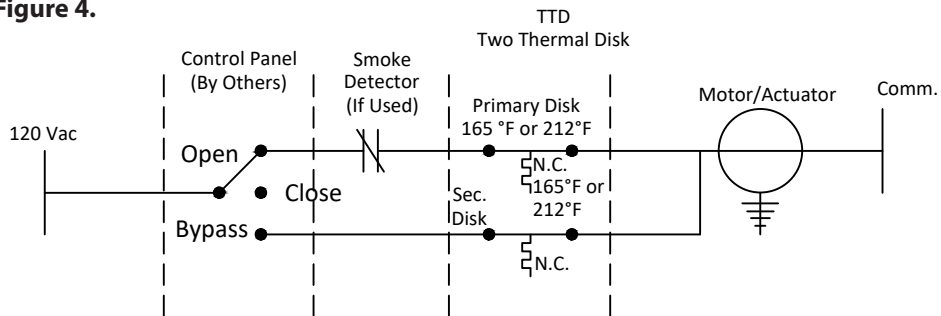 Figure 4.
TTD
Two Thermal Disk
Control Panel
(By Others)
Smoke
Detector
(If Used)
Primary Disk
165 °F or 212°F
Motor/Actuator
Comm.
120 Vac
Open
Close
Bypass
N.C.
165°F or
212°F
Sec.
Disk
N.C.